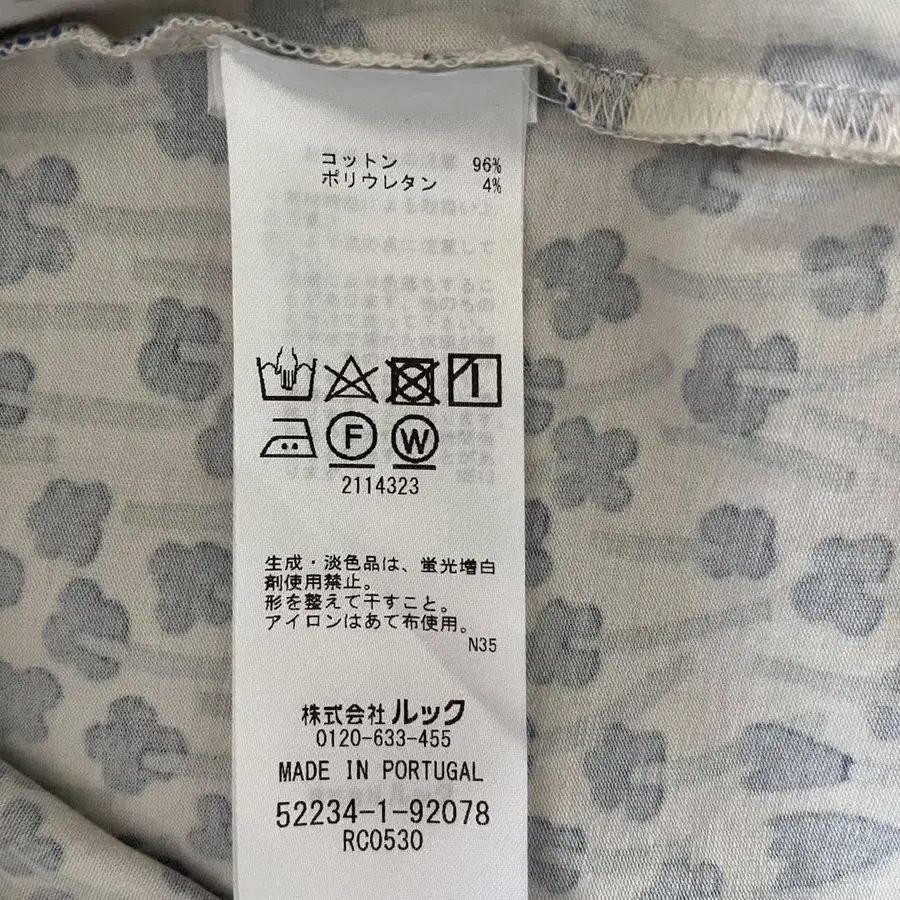 コットン 96%
ポリウレタン 4%
F W
2114323
生成・淡色品は、蛍光増白
剤使用禁止。
形を整えて干すこと。
アイロンはあて布使用。
N35
株式会社ルック
0120-633-455
MADE IN PORTUGAL
52234-1-92078
RC0530